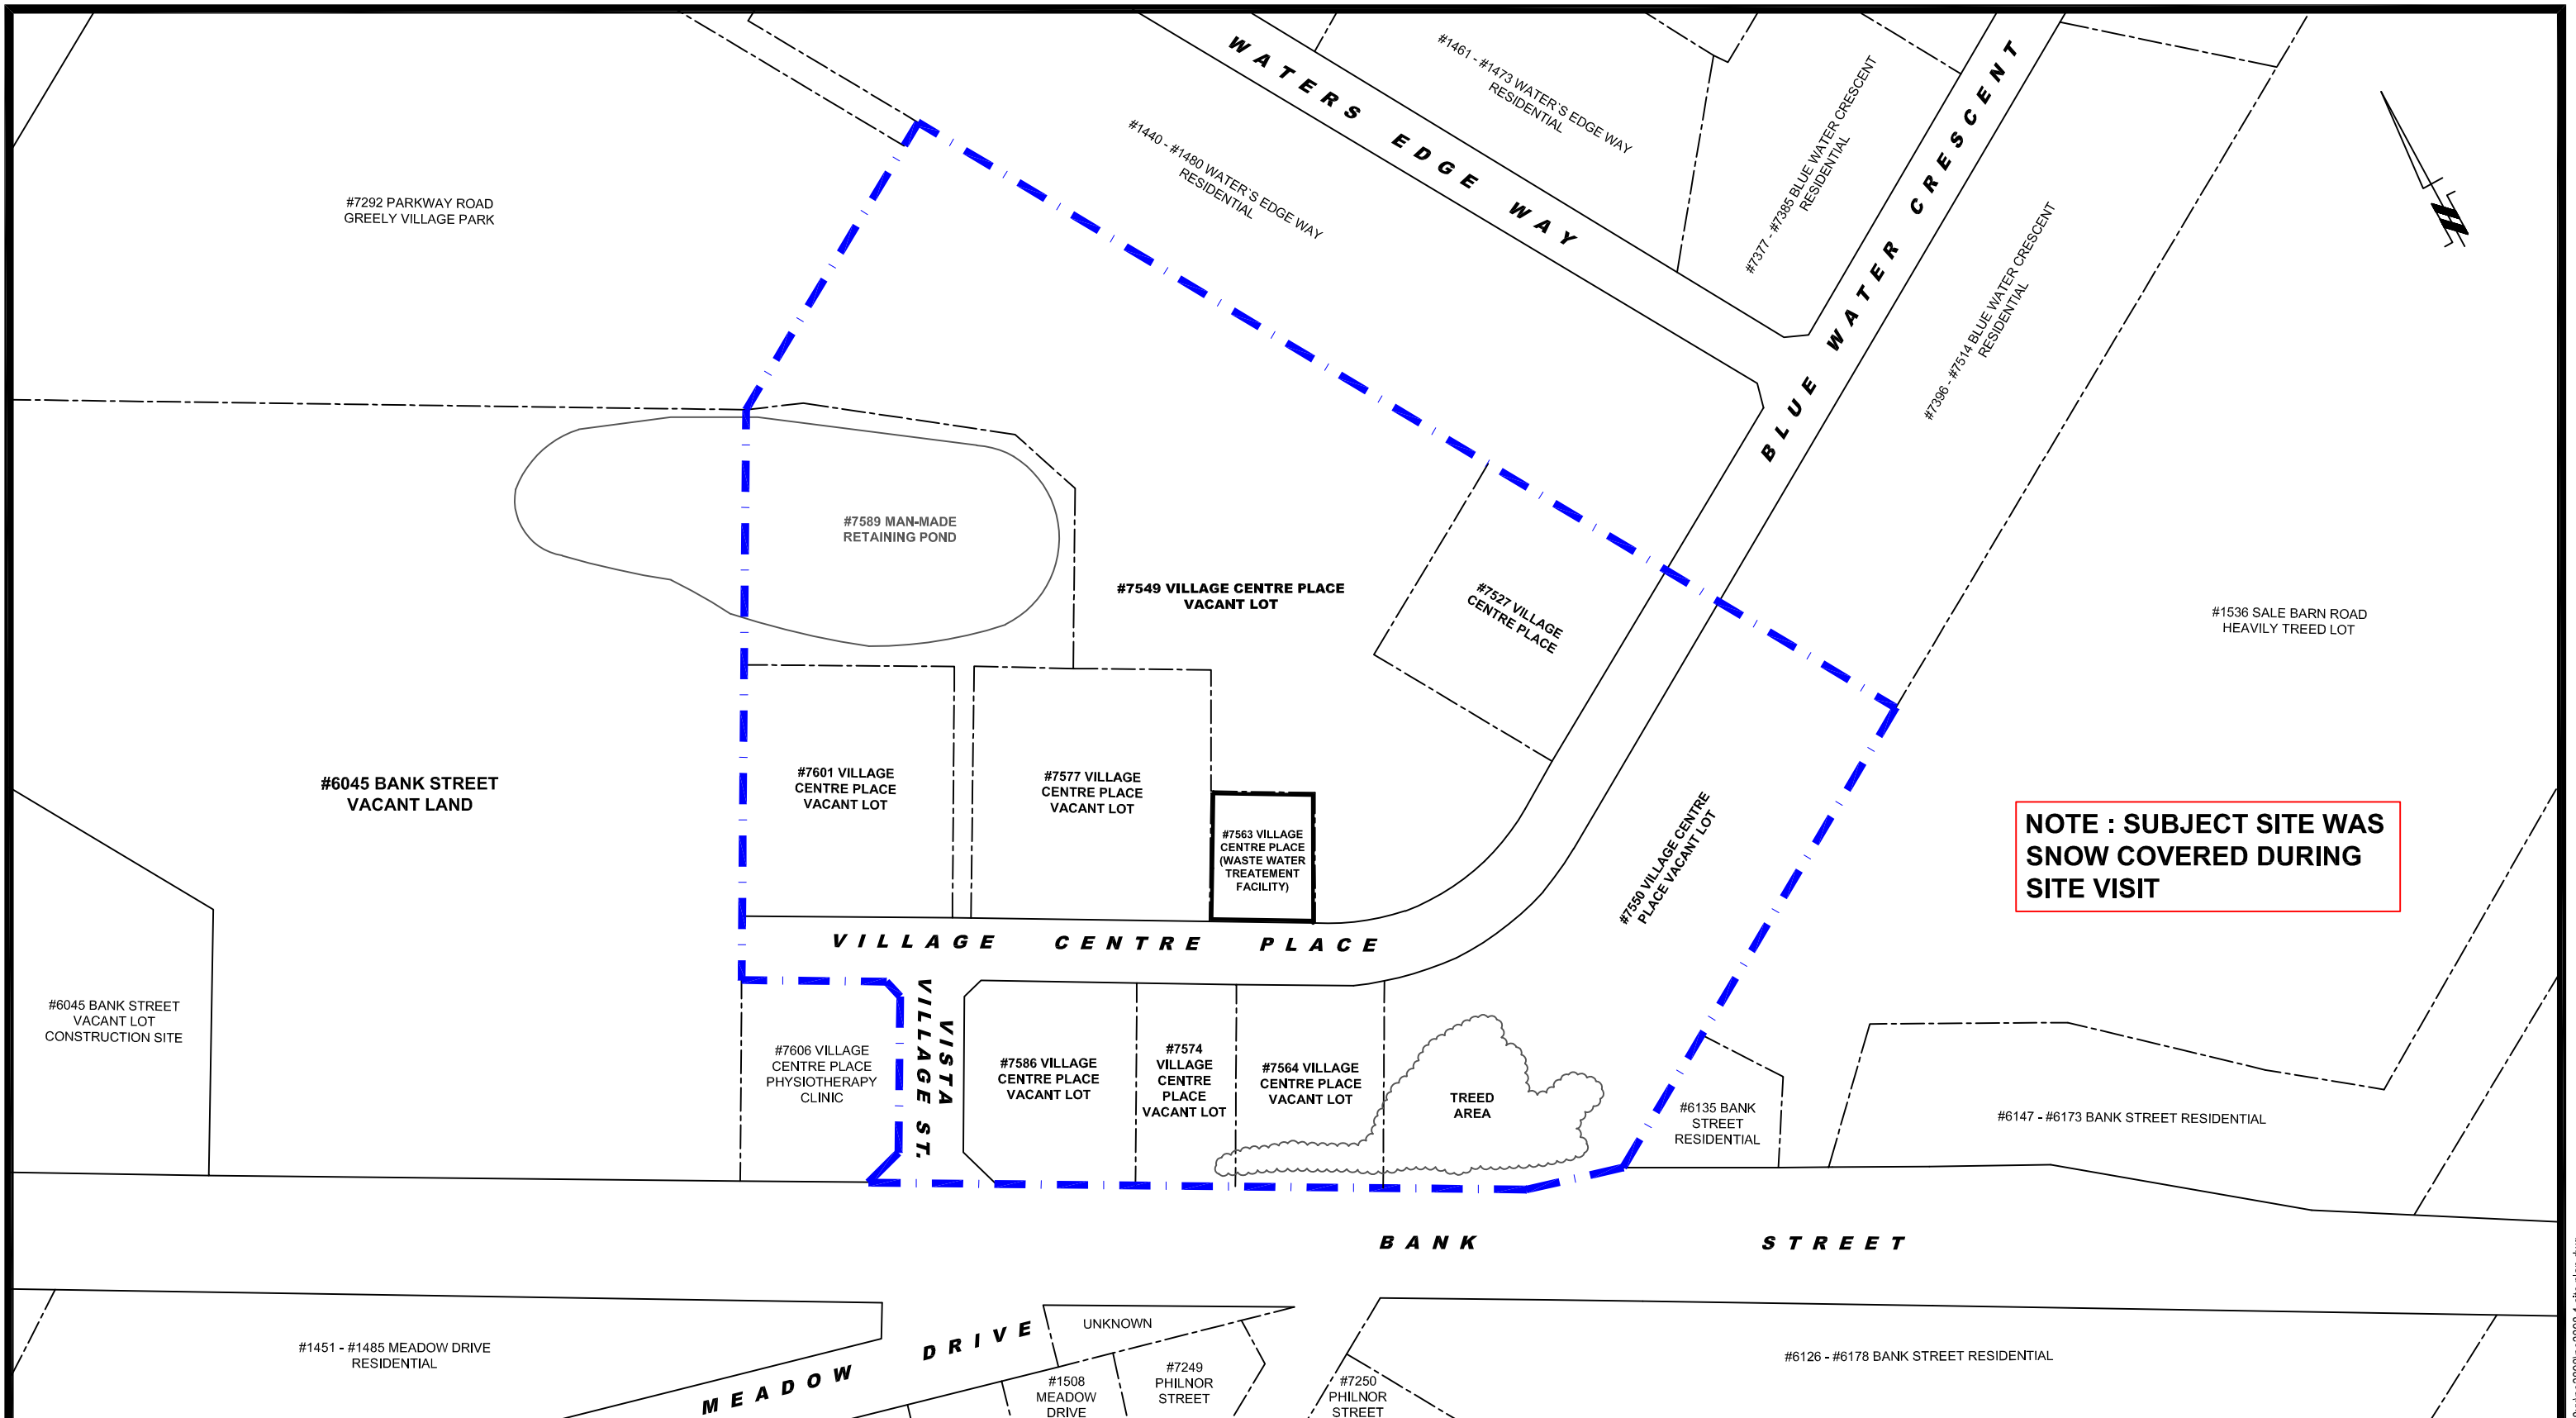 WATERS EDGE WAY
#1461 - #1473 WATER'S EDGE WAY
RESIDENTIAL
#7377 - #7385 BLUE WATER CRESCENT
RESIDENTIAL
BLUE WATER CRESCENT
#1440 - #1480 WATER'S EDGE WAY
RESIDENTIAL
#7292 PARKWAY ROAD
GREELY VILLAGE PARK
N
#7396 - #7514 BLUE WATER CRESCENT
RESIDENTIAL
#7589 MAN-MADE
RETAINING POND
#7549 VILLAGE CENTRE PLACE
VACANT LOT
#7527 VILLAGE
CENTRE PLACE
#1536 SALE BARN ROAD
HEAVILY TREED LOT
#6045 BANK STREET
VACANT LAND
#7601 VILLAGE
CENTRE PLACE
VACANT LOT
#7577 VILLAGE
CENTRE PLACE
VACANT LOT
#7563 VILLAGE
CENTRE PLACE
(WASTE WATER
TREATEMENT
FACILITY)
#7550 VILLAGE CENTRE
PLACE VACANT LOT
NOTE : SUBJECT SITE WAS
SNOW COVERED DURING
SITE VISIT
VILLAGE CENTRE PLACE
#6045 BANK STREET
VACANT LOT
CONSTRUCTION SITE
#7606 VILLAGE
CENTRE PLACE
PHYSIOTHERAPY
CLINIC
VISTA
VILLAGE ST.
#7586 VILLAGE
CENTRE PLACE
VACANT LOT
#7574
VILLAGE
CENTRE
PLACE
VACANT LOT
#7564 VILLAGE
CENTRE PLACE
VACANT LOT
TREED
AREA
#6135 BANK
STREET
RESIDENTIAL
#6147 - #6173 BANK STREET RESIDENTIAL
BANK STREET
#1451 - #1485 MEADOW DRIVE
RESIDENTIAL
MEADOW DRIVE
UNKNOWN
#1508
MEADOW
DRIVE
#7249
PHILNOR
STREET
#7250
PHILNOR
STREET
#6126 - #6178 BANK STREET RESIDENTIAL